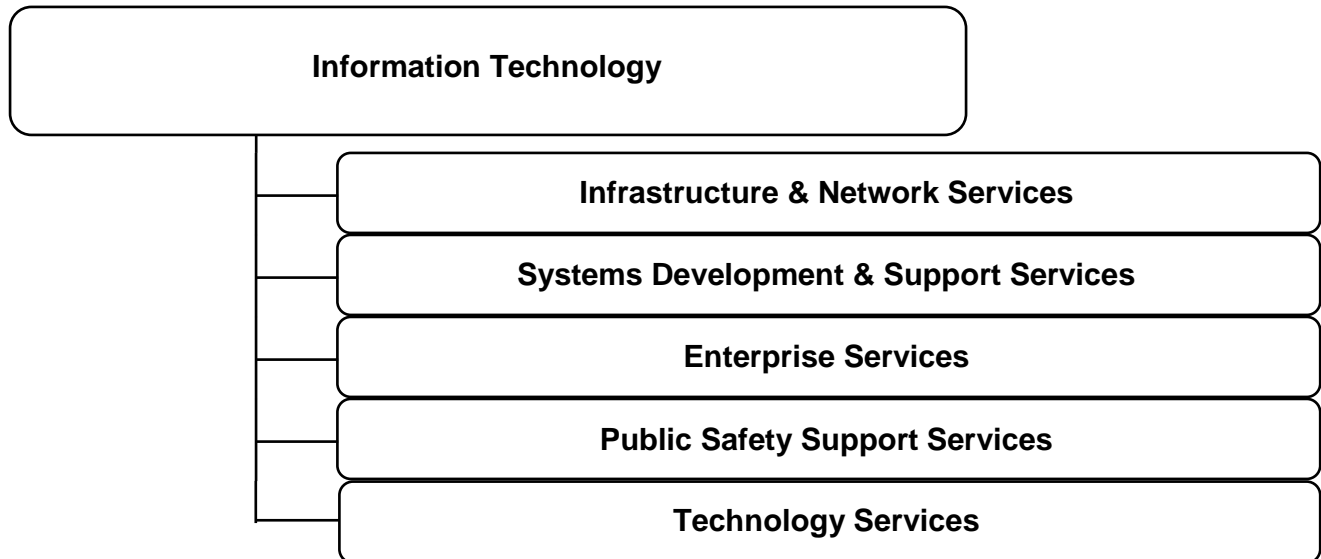 Information Technology
Infrastructure & Network Services
Systems Development & Support Services
Enterprise Services
Public Safety Support Services
Technology Services